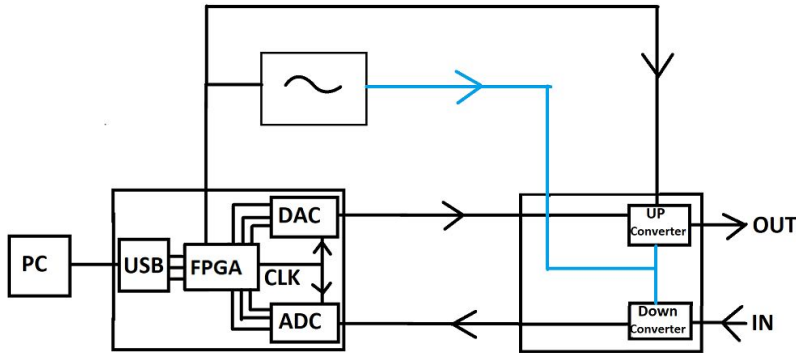 DAC
UP
Converter
OUT
PC
USB
FPGA
CLK
ADC
Down
Converter
IN